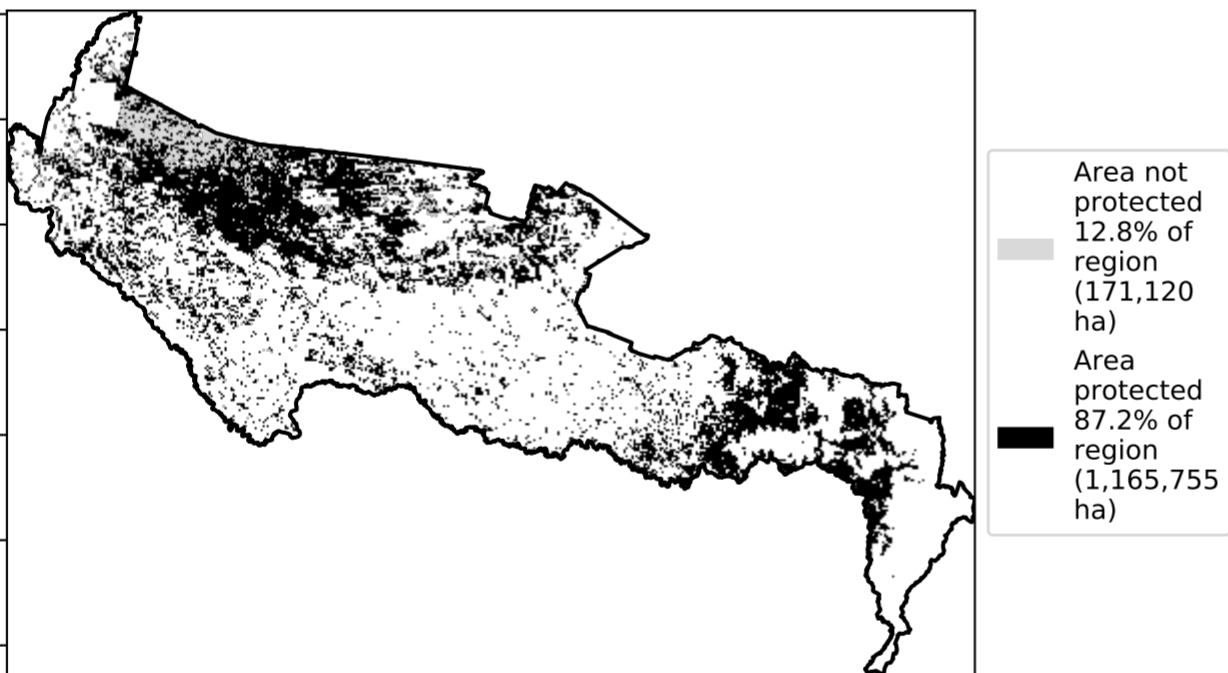 Area not
protected
12.8% of
region
(171,120
ha)
Area
protected
87.2% of
region
(1,165,755
ha)